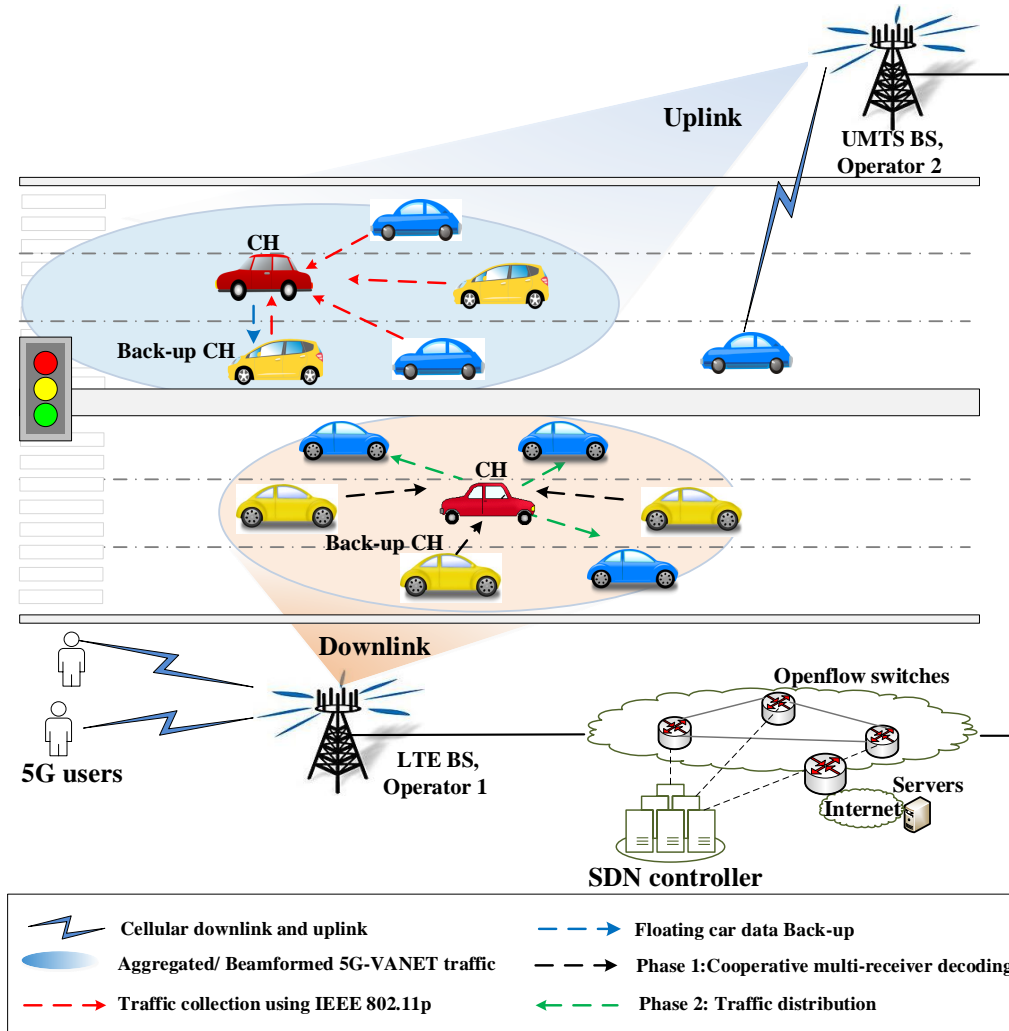 Uplink
UMTS BS,
Operator 2
CH
Back-up CH
CH
Back-up CH
Downlink
Openflow switches
5G users
LTE BS,
Operator 1
Servers
Internet
SDN controller
Cellular downlink and uplink
Floating car data Back-up
Aggregated/ Beamformed 5G-VANET traffic
Phase 1:Cooperative multi-receiver decoding
Traffic collection using IEEE 802.11p
Phase 2: Traffic distribution